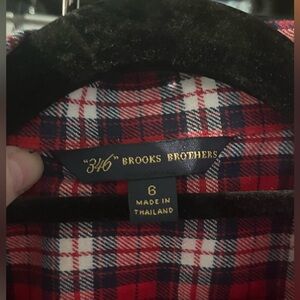 "346" BROOKS BROTHERS
6
MADE IN
THAILAND